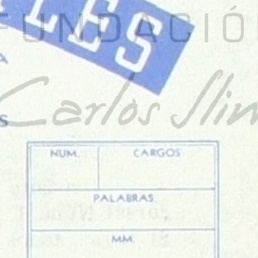 FUNDACIÓ
LES
A
Carlos Slim
S
NUM. CARGOS
PALABRAS
MM.